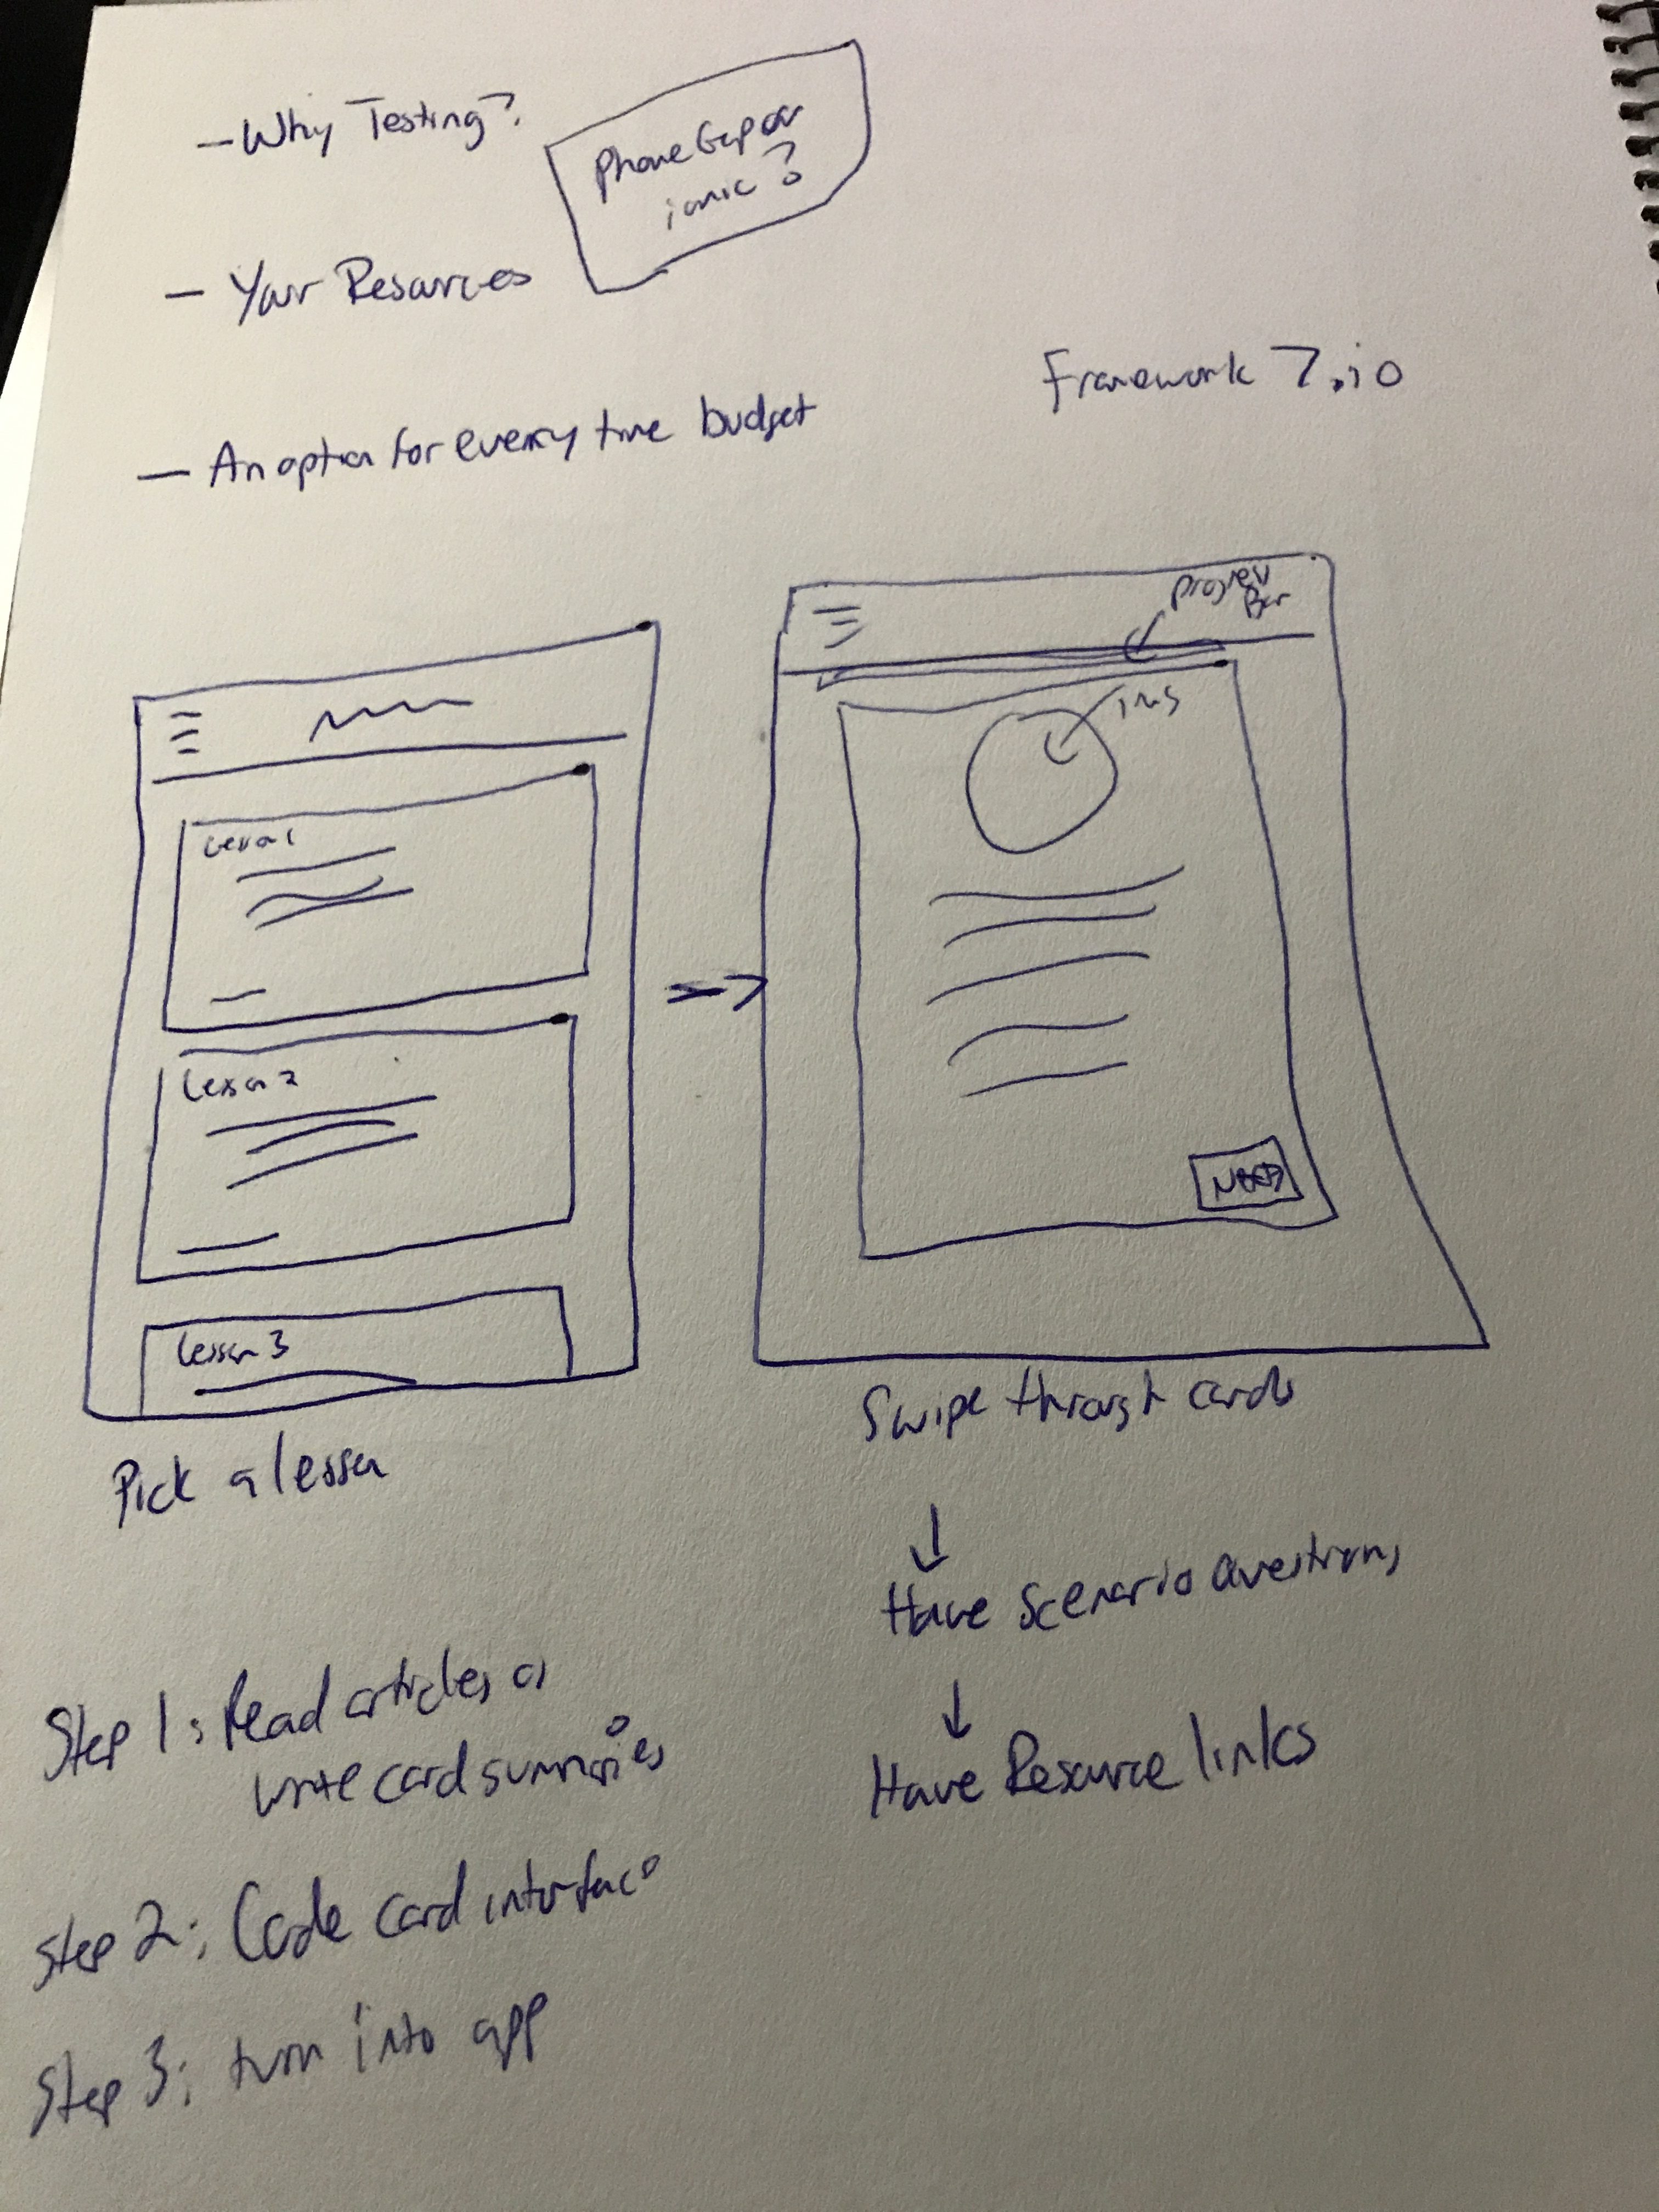 - Why Testing?
PhoneGap or
ionic?
- Your Resources
Framework 7.io
- An option for every time budget
Progress
Bar
img
Lesson 1
Lesson 2
Lesson 3
NEXT
Pick a lesson
Swipe through cards
Have Scenario Questions
Have Resource links
Step 1: Read articles &
write card summaries
Step 2: Code card interface
Step 3: turn into app